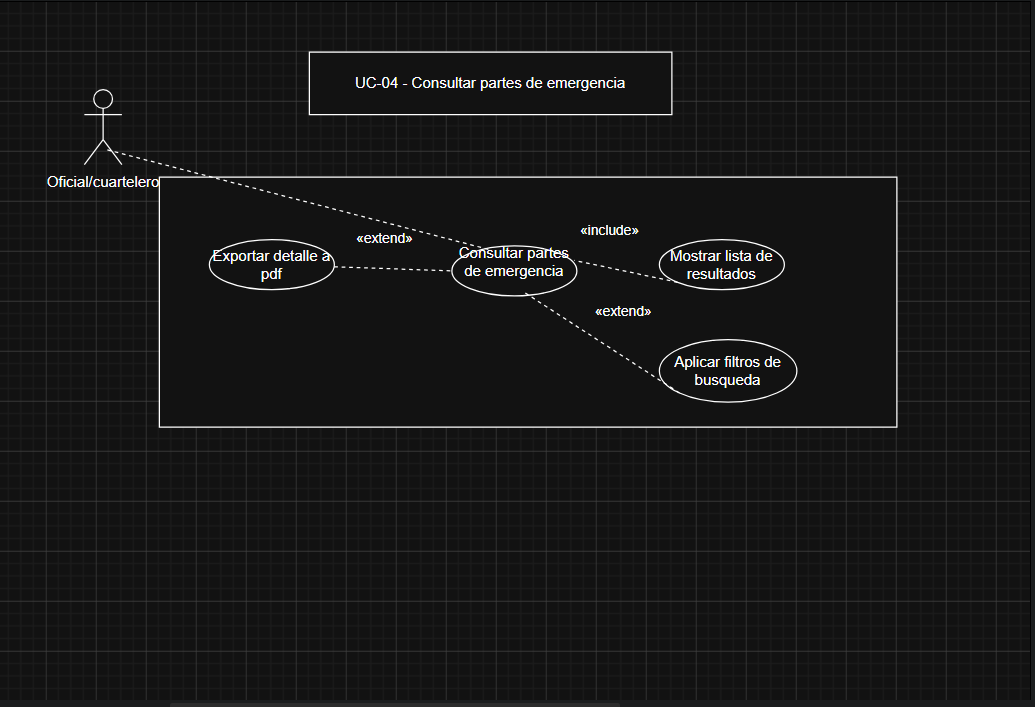 UC-04 - Consultar partes de emergencia
Oficial/cuartelero
«extend»
«include»
Exportar detalle a
pdf
Consultar partes
de emergencia
Mostrar lista de
resultados
«extend»
Aplicar filtros de
busqueda